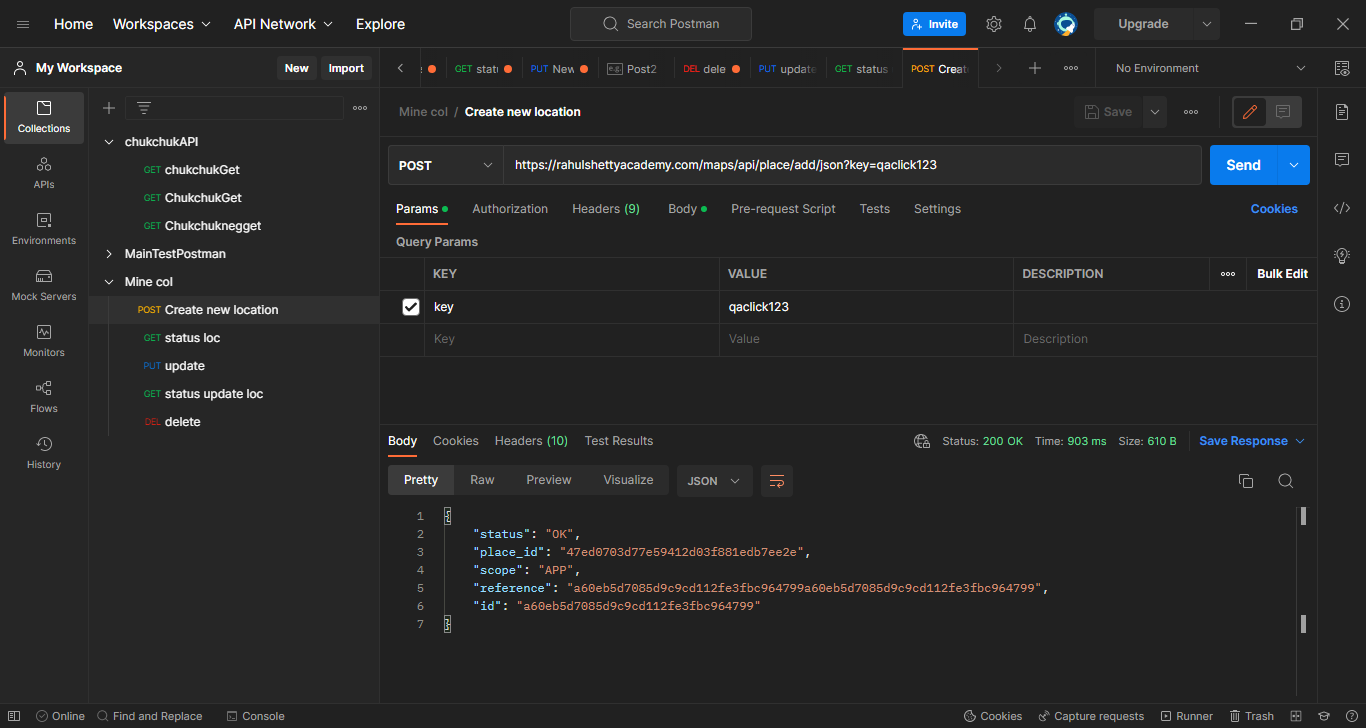 Home Workspaces API Network Explore Search Postman Invite Upgrade
My Workspace New Import GET statu PUT New e.g. Post2 DEL dele PUT update GET status POST Creat No Environment
Collections
APIs
Environments
Mock Servers
Monitors
Flows
History
chukchukAPI
GET chukchukGet
GET ChukchukGet
GET Chukchuknegget
MainTestPostman
Mine col
POST Create new location
GET status loc
PUT update
GET status update loc
DEL delete
Mine col / Create new location Save
POST https://rahulshettyacademy.com/maps/api/place/add/json?key=qaclick123 Send
Params Authorization Headers (9) Body Pre-request Script Tests Settings Cookies
Query Params
KEY VALUE DESCRIPTION Bulk Edit
key qaclick123
Key Value Description
Body Cookies Headers (10) Test Results Status: 200 OK Time: 903 ms Size: 610 B Save Response
Pretty Raw Preview Visualize JSON
1 {
2 "status": "OK",
3 "place_id": "47ed0703d77e59412d03f881edb7ee2e",
4 "scope": "APP",
5 "reference": "a60eb5d7085d9c9cd112fe3fbc964799a60eb5d7085d9c9cd112fe3fbc964799",
6 "id": "a60eb5d7085d9c9cd112fe3fbc964799"
7 }
Online Find and Replace Console Cookies Capture requests Runner Trash